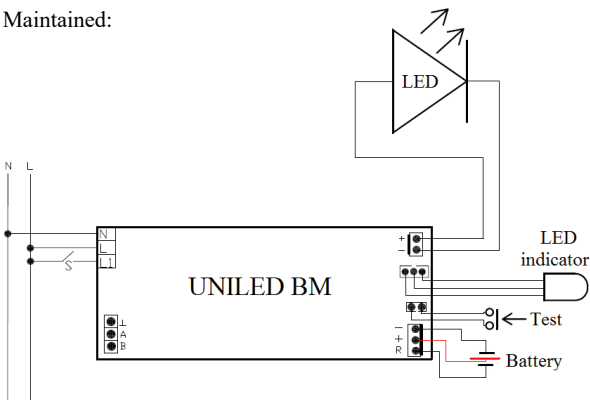 Maintained:
LED
N L
N
L
S
L1
UNILED BM
+
-
LED
indicator
Test
⊥
A
B
-
+
R
Battery